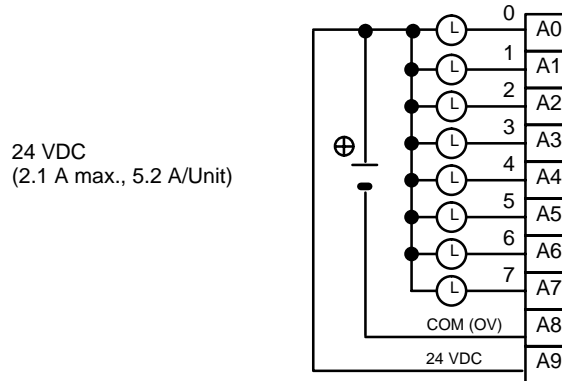 0 L A0
1 L A1
2 L A2
3 L A3
24 VDC
(2.1 A max., 5.2 A/Unit)
4 L A4
5 L A5
6 L A6
7 L A7
COM (OV) A8
24 VDC A9